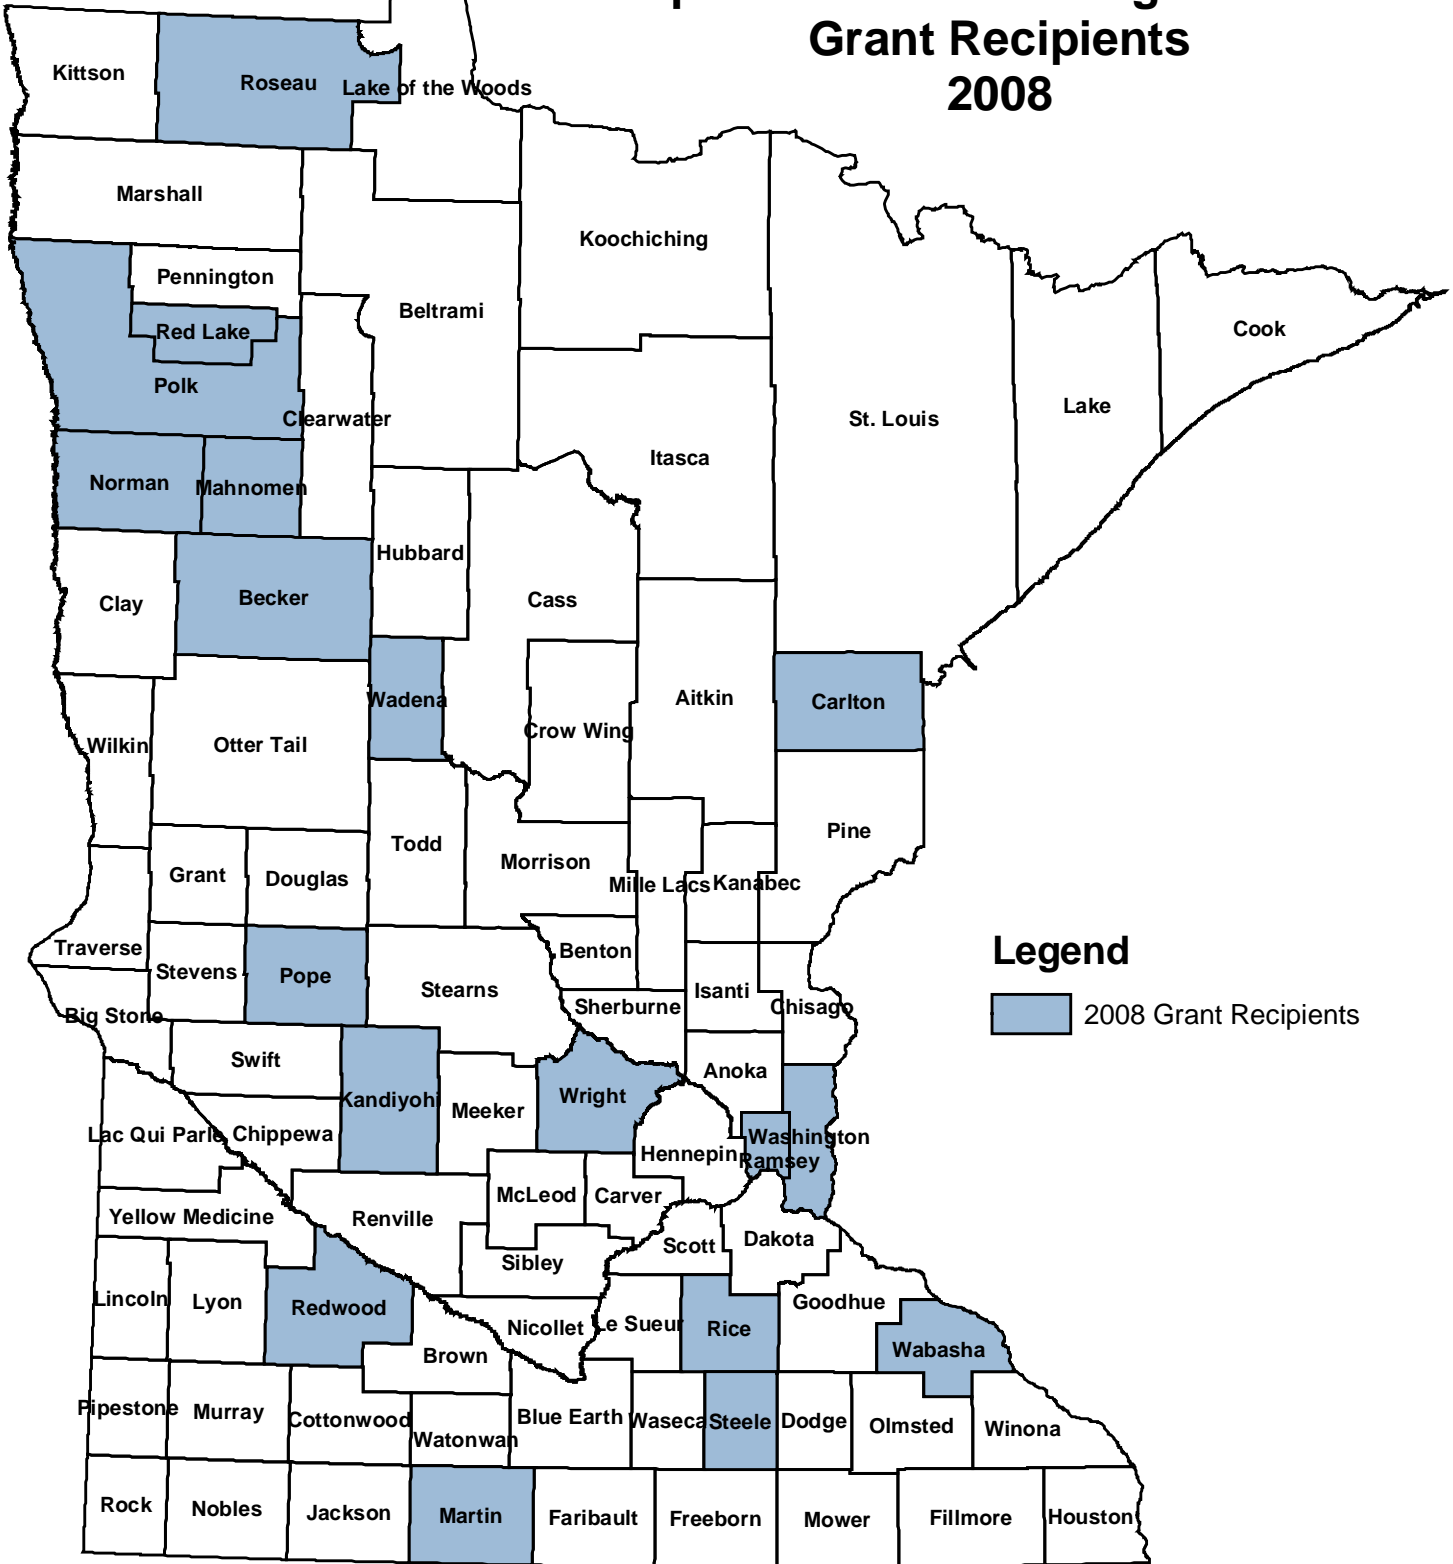 Grant Recipients
2008
Kittson
Roseau
Lake of the Woods
Marshall
Koochiching
Pennington
Beltrami
Red Lake
Cook
Polk
Lake
Clearwater
St. Louis
Itasca
Norman
Mahnomen
Hubbard
Becker
Cass
Clay
Wadena
Aitkin
Carlton
Crow Wing
Wilkin
Otter Tail
Pine
Todd
Morrison
Grant
Douglas
Mille Lacs
Kanabec
Traverse
Benton
Legend
Stevens
Pope
Stearns
Isanti
Sherburne
Chisago
Big Stone
2008 Grant Recipients
Swift
Anoka
Kandiyohi
Meeker
Wright
Lac Qui Parle
Chippewa
Washington
Hennepin
Ramsey
McLeod
Carver
Yellow Medicine
Renville
Scott
Dakota
Sibley
Lincoln
Lyon
Redwood
Goodhue
Nicollet
Le Sueur
Rice
Brown
Wabasha
Pipestone
Murray
Cottonwood
Blue Earth
Waseca
Steele
Dodge
Olmsted
Winona
Watonwan
Rock
Nobles
Jackson
Martin
Faribault
Freeborn
Mower
Fillmore
Houston